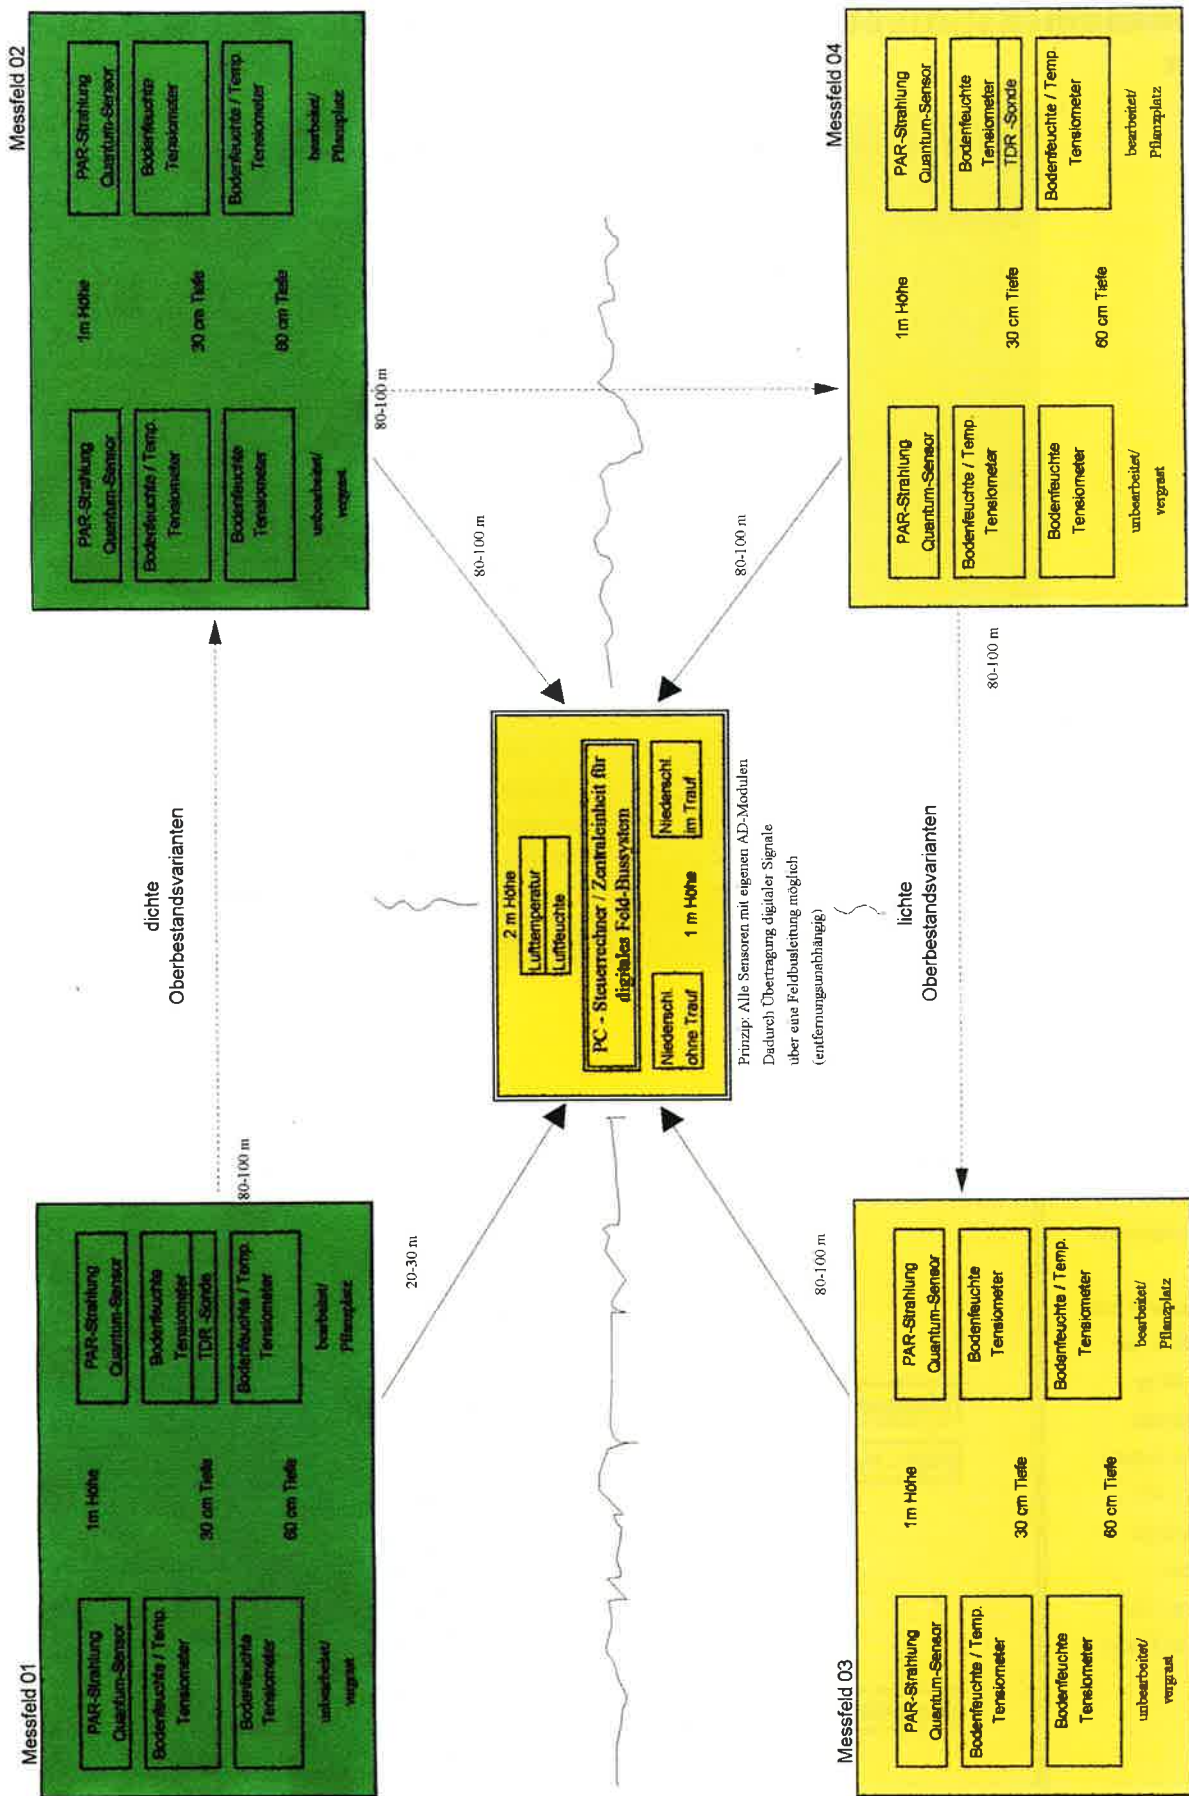 Messfeld 01
PAR-Strahlung
Quantum-Sensor
Bodenfeuchte / Temp.
Tensiometer
Bodenfeuchte
Tensiometer
unbearbeitet/
vergrast
1m Höhe
30 cm Tiefe
60 cm Tiefe
PAR-Strahlung
Quantum-Sensor
Bodenfeuchte
Tensiometer
TDR -Sonde
Bodenfeuchte / Temp.
Tensiometer
bearbeitet/
Pflanzplatz
80-100 m
20-30 m
dichte
Oberbestandsvarianten
Messfeld 02
PAR-Strahlung
Quantum-Sensor
Bodenfeuchte / Temp.
Tensiometer
Bodenfeuchte
Tensiometer
unbearbeitet/
vergrast
1m Höhe
30 cm Tiefe
60 cm Tiefe
PAR-Strahlung
Quantum-Sensor
Bodenfeuchte
Tensiometer
Bodenfeuchte / Temp.
Tensiometer
bearbeitet/
Pflanzplatz
80-100 m
80-100 m
2 m Höhe
Lufttemperatur
Luftfeuchte
PC - Steuerrechner / Zentraleinheit für
digitales Feld-Bussystem
Niederschl.
ohne Trauf
1 m Höhe
Niederschl.
im Trauf
Prinzip: Alle Sensoren mit eigenen AD-Modulen
Dadurch Übertragung digitaler Signale
über eine Feldbusleitung möglich
(entfernungsunabhängig)
80-100 m
80-100 m
lichte
Oberbestandsvarianten
80-100 m
Messfeld 03
PAR-Strahlung
Quantum-Sensor
Bodenfeuchte / Temp.
Tensiometer
Bodenfeuchte
Tensiometer
unbearbeitet/
vergrast
1m Höhe
30 cm Tiefe
60 cm Tiefe
PAR-Strahlung
Quantum-Sensor
Bodenfeuchte
Tensiometer
Bodenfeuchte / Temp.
Tensiometer
bearbeitet/
Pflanzplatz
Messfeld 04
PAR-Strahlung
Quantum-Sensor
Bodenfeuchte / Temp.
Tensiometer
Bodenfeuchte
Tensiometer
unbearbeitet/
vergrast
1m Höhe
30 cm Tiefe
60 cm Tiefe
PAR-Strahlung
Quantum-Sensor
Bodenfeuchte
Tensiometer
TDR -Sonde
Bodenfeuchte / Temp.
Tensiometer
bearbeitet/
Pflanzplatz